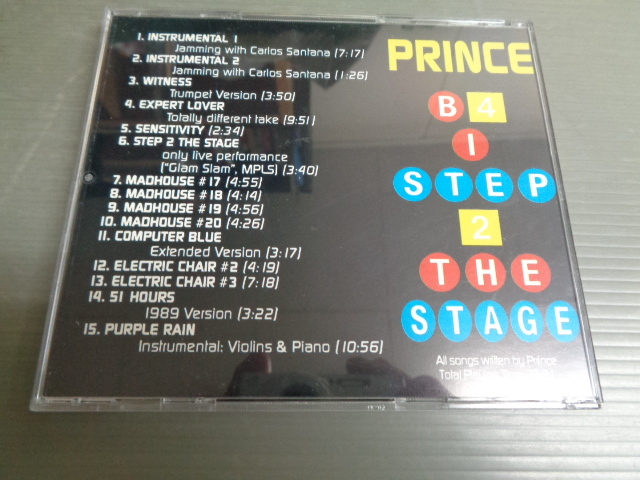 1. INSTRUMENTAL 1
Jamming with Carlos Santana (7:17)
2. INSTRUMENTAL 2
Jamming with Carlos Santana (1:26)
3. WITNESS
Trumpet Version (3:50)
4. EXPERT LOVER
Totally different take (9:51)
5. SENSITIVITY (2:34)
6. STEP 2 THE STAGE
only live performance
("Glam Slam", MPLS) (3:40)
7. MADHOUSE #17 (4:55)
8. MADHOUSE #18 (4:14)
9. MADHOUSE #19 (4:56)
10. MADHOUSE #20 (4:26)
11. COMPUTER BLUE
Extended Version (3:17)
12. ELECTRIC CHAIR #2 (4:19)
13. ELECTRIC CHAIR #3 (7:18)
14. 51 HOURS
1989 Version (3:22)
15. PURPLE RAIN
Instrumental: Violins & Piano (10:56)
PRINCE
B 4
I
STEP
2
THE
STAGE
All songs written by Prince
Total